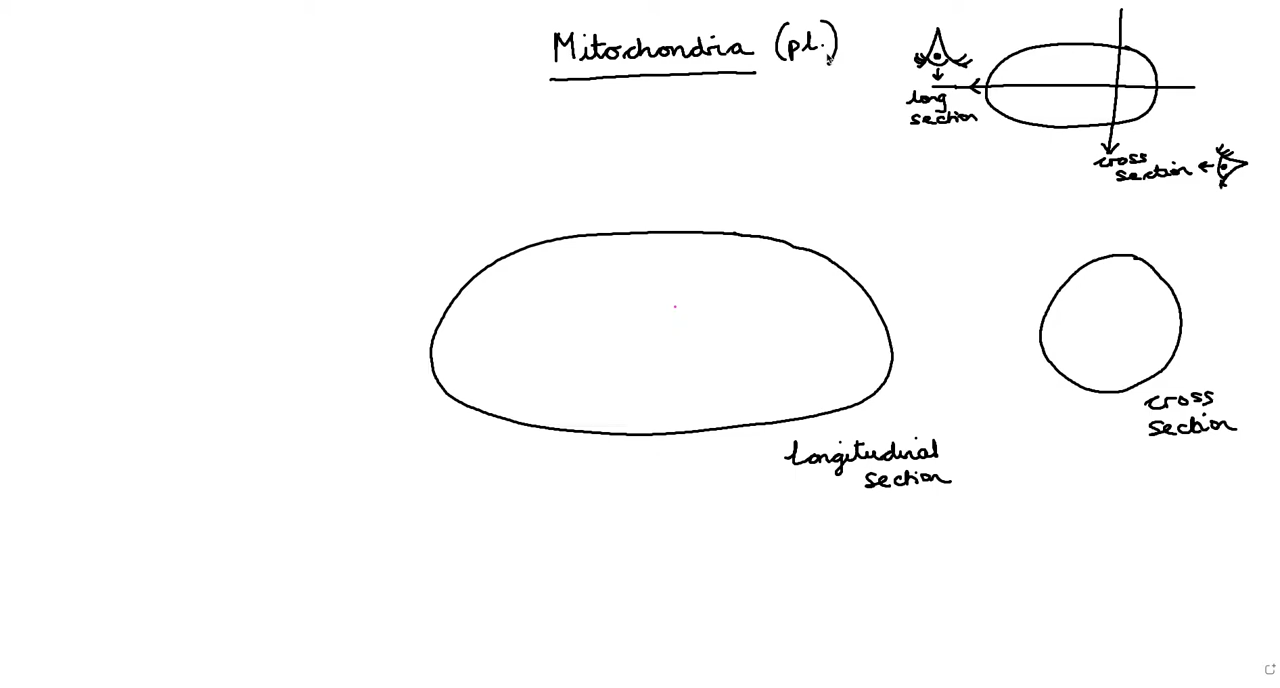 Mitochondria (pl.)
long
section
cross
section
cross
section
Longitudinal
section